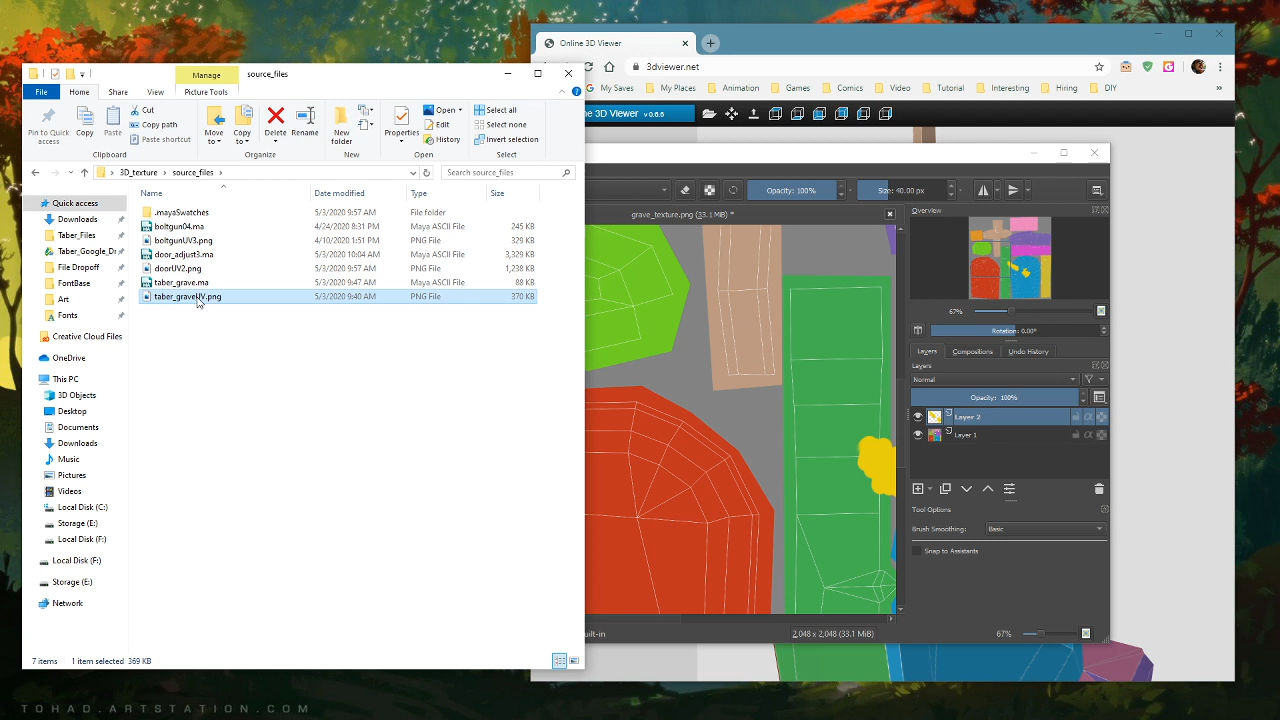 Manage
source_files
File
Home
Share
View
Picture Tools
Pin to Quick access
Copy
Paste
Cut
Copy path
Paste shortcut
Clipboard
Move to
Copy to
Delete
Rename
Organize
New folder
New
Properties
Open
Edit
History
Open
Select all
Select none
Invert selection
Select
3D_texture
source_files
Search source_files
Name
Date modified
Type
Size
.mayaSwatches 5/3/2020 9:57 AM File folder
boltgun04.ma 4/24/2020 8:31 PM Maya ASCII File 245 KB
boltgunUV3.png 4/10/2020 1:51 PM PNG File 329 KB
door_adjust3.ma 5/3/2020 10:04 AM Maya ASCII File 3,329 KB
doorUV2.png 5/3/2020 9:57 AM PNG File 1,238 KB
taber_grave.ma 5/3/2020 9:47 AM Maya ASCII File 88 KB
taber_graveUV.png 5/3/2020 9:40 AM PNG File 370 KB
Quick access
Downloads
Taber_Files
Taber_Google_Dr
File Dropoff
FontBase
Art
Fonts
Creative Cloud Files
OneDrive
This PC
3D Objects
Desktop
Documents
Downloads
Music
Pictures
Videos
Local Disk (C:)
Storage (E:)
Local Disk (F:)
Local Disk (F:)
Storage (E:)
Network
7 items 1 item selected 369 KB
Online 3D Viewer
3dviewer.net
My Saves
My Places
Animation
Games
Comics
Video
Tutorial
Interesting
Hiring
DIY
ne 3D Viewer v 0.6.6
Opacity: 100%
Size: 40.00 px
grave_texture.png (33.1 MiB) *
Overview
67%
Rotation: 0.00°
Layers
Compositions
Undo History
Layers
Normal
Opacity: 100%
Layer 2
Layer 1
Tool Options
Brush Smoothing: Basic
Snap to Assistants
uilt-in
2,048 x 2,048 (33.1 MiB)
67%
TOHAD.ARTSTATION.COM